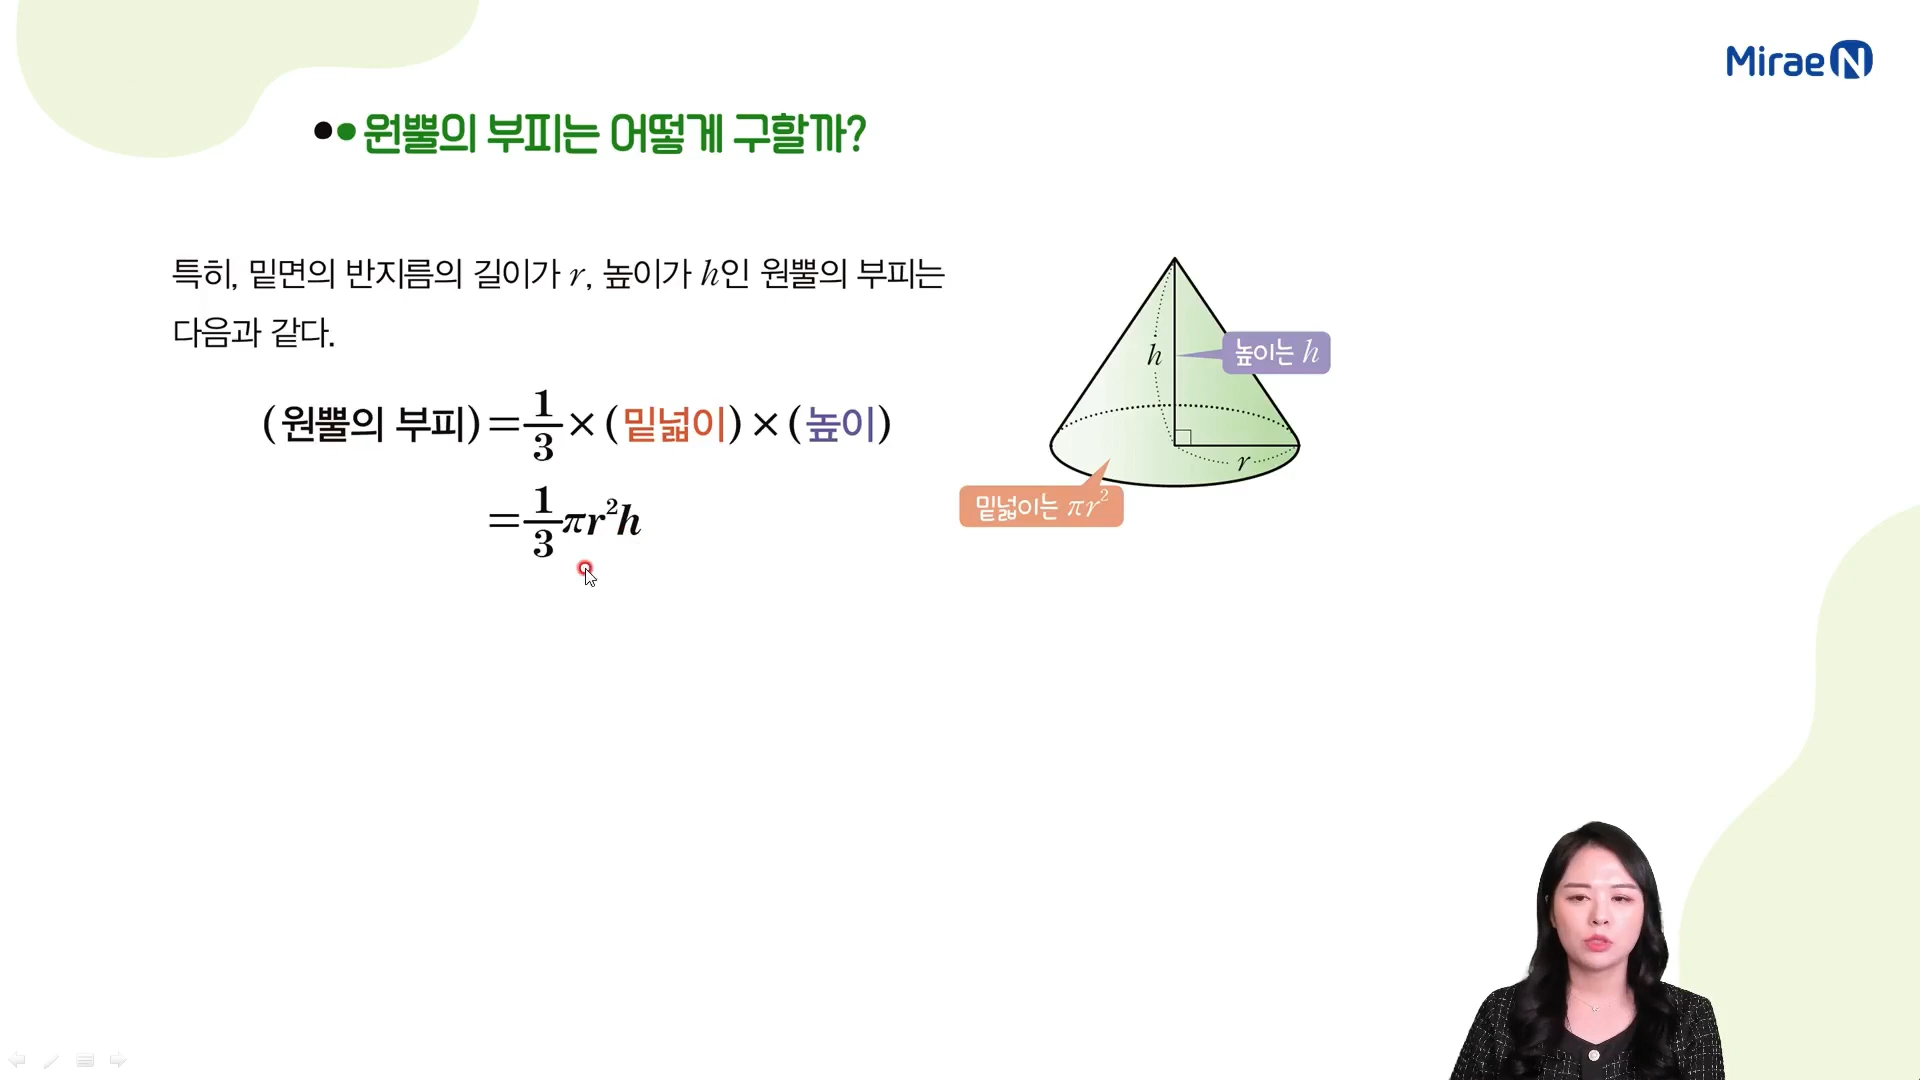 Mirae N
원뿔의 부피는 어떻게 구할까?
특히, 밑면의 반지름의 길이가 r, 높이가 h인 원뿔의 부피는
다음과 같다.
(원뿔의 부피)=1/3×(밑넓이)×(높이)
=1/3πr²h
h
높이는 h
r
밑넓이는 πr²